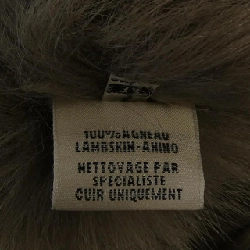 100% AGNEAU
LAMBSKIN-AHINO
NETTOYAGE PAR
SPECIALISTE
CUIR UNIQUEMENT